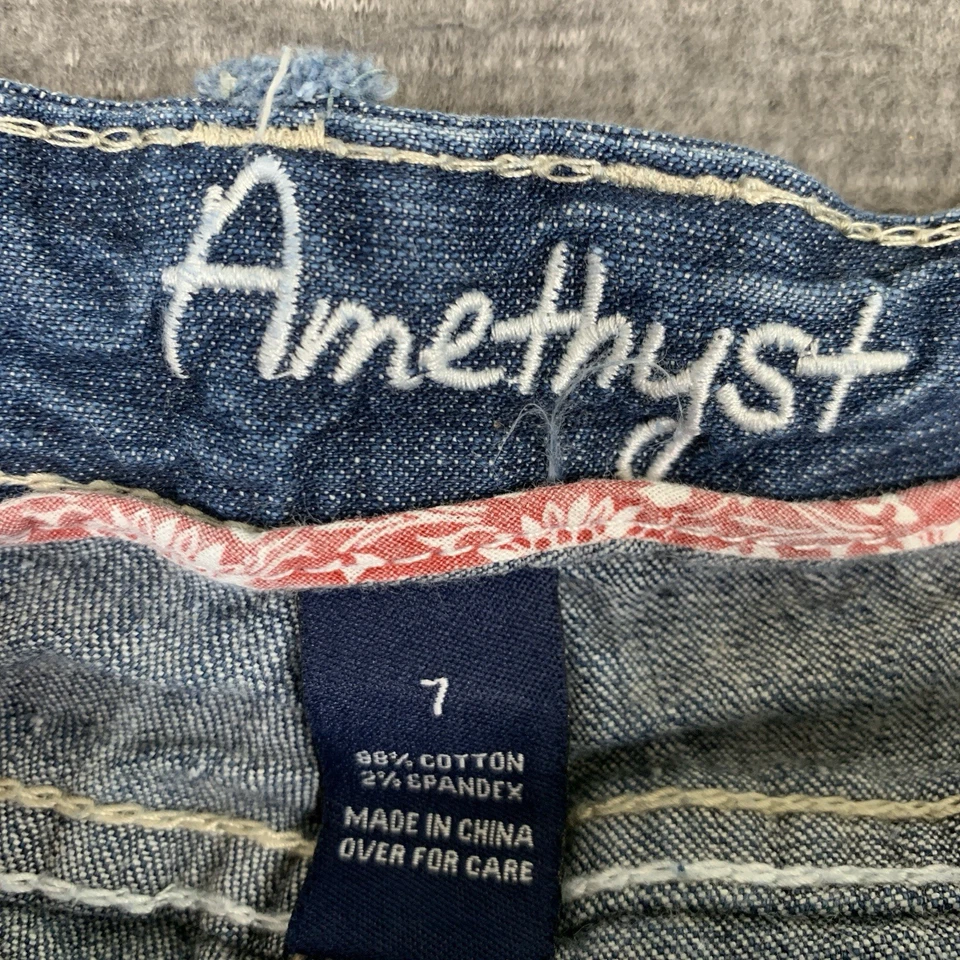 Amethyst
7
98% COTTON
2% SPANDEX
MADE IN CHINA
OVER FOR CARE